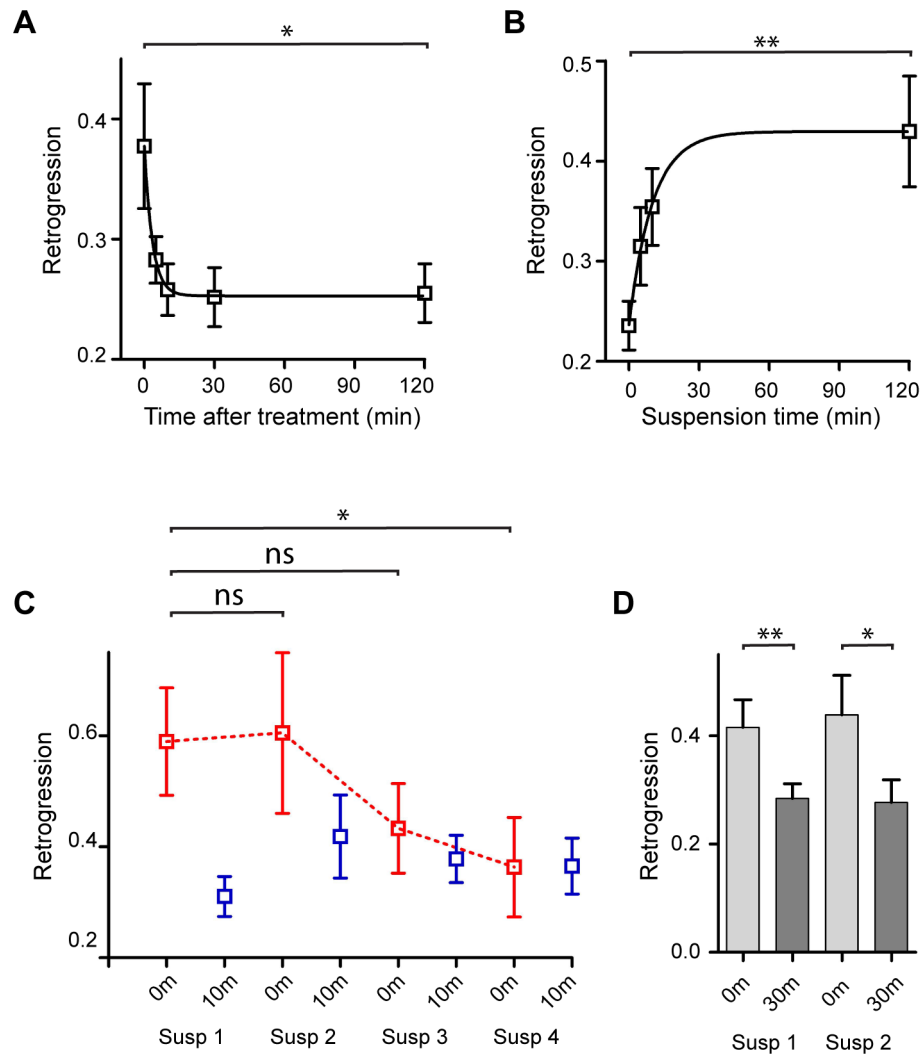 A
*
Retrogression
0.4
0.3
0.2
0 30 60 90 120
Time after treatment (min)
B
**
Retrogression
0.5
0.4
0.3
0.2
0 30 60 90 120
Suspension time (min)
C
*
ns
ns
Retrogression
0.6
0.4
0.2
0m 10m 0m 10m 0m 10m 0m 10m
Susp 1 Susp 2 Susp 3 Susp 4
D
** *
Retrogression
0.4
0.2
0.0
0m 30m 0m 30m
Susp 1 Susp 2